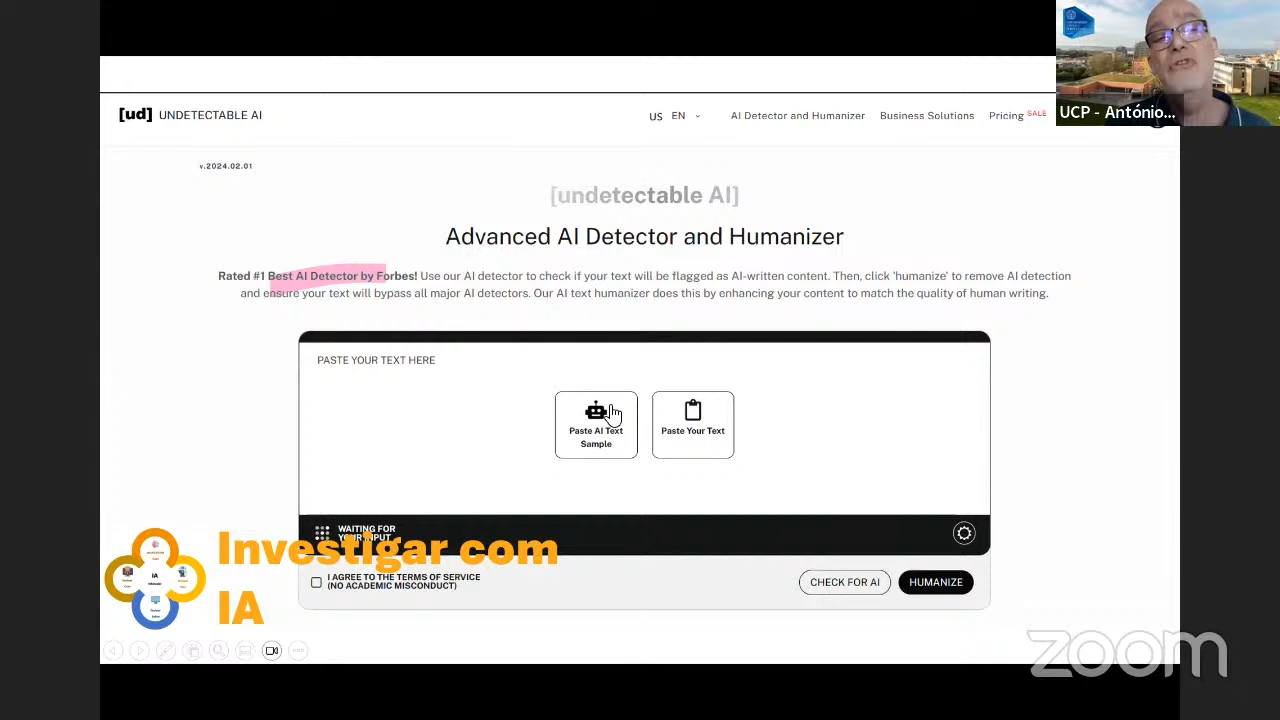 UCP - António...
[ud] UNDETECTABLE AI
US EN AI Detector and Humanizer Business Solutions Pricing SALE
v.2024.02.01
[undetectable AI]
Advanced AI Detector and Humanizer
Rated #1 Best AI Detector by Forbes! Use our AI detector to check if your text will be flagged as AI-written content. Then, click 'humanize' to remove AI detection
and ensure your text will bypass all major AI detectors. Our AI text humanizer does this by enhancing your content to match the quality of human writing.
PASTE YOUR TEXT HERE
Paste AI Text
Sample
Paste Your Text
WAITING FOR
YOUR INPUT
Investigar com
IA
IA
I AGREE TO THE TERMS OF SERVICE
(NO ACADEMIC MISCONDUCT)
CHECK FOR AI
HUMANIZE
zoom